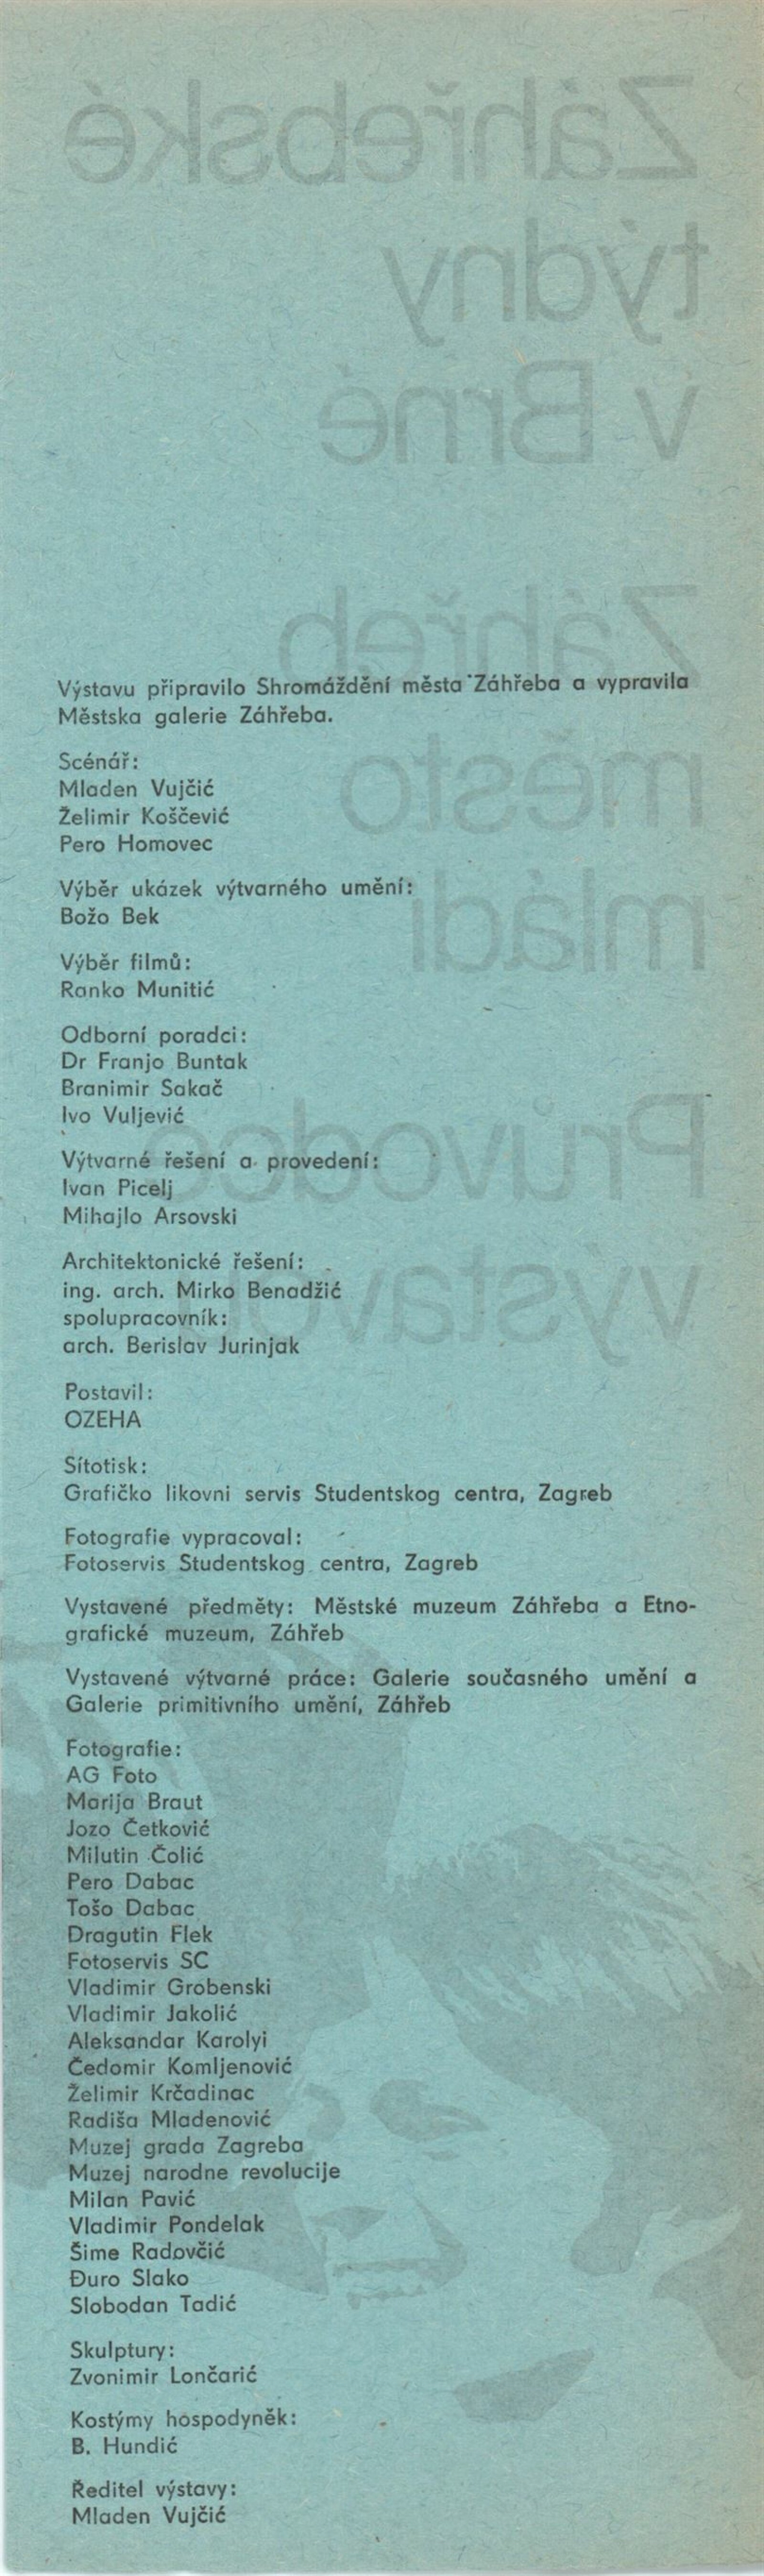 Záhřebské
týdny
v Brně
Záhřeb
město
mládí
Průvodce
výstavou
Výstavu připravilo Shromáždění města Záhřeba a vypravila
Městska galerie Záhřeba.
Scénář:
Mladen Vujčić
Želimir Koščević
Pero Homovec
Výběr ukázek výtvarného umění:
Božo Bek
Výběr filmů:
Ranko Munitić
Odborní poradci:
Dr Franjo Buntak
Branimir Sakač
Ivo Vuljević
Výtvarné řešení a provedení:
Ivan Picelj
Mihajlo Arsovski
Architektonické řešení:
ing. arch. Mirko Benadžić
spolupracovník:
arch. Berislav Jurinjak
Postavil:
OZEHA
Sítotisk:
Grafičko likovni servis Studentskog centra, Zagreb
Fotografie vypracoval:
Fotoservis Studentskog centra, Zagreb
Vystavené předměty: Městské muzeum Záhřeba a Etno-
grafické muzeum, Záhřeb
Vystavené výtvarné práce: Galerie současného umění a
Galerie primitivního umění, Záhřeb
Fotografie:
AG Foto
Marija Braut
Jozo Četković
Milutin Čolić
Pero Dabac
Tošo Dabac
Dragutin Flek
Fotoservis SC
Vladimir Grobenski
Vladimir Jakolić
Aleksandar Karolyi
Čedomir Komljenović
Želimir Krčadinac
Radiša Mladenović
Muzej grada Zagreba
Muzej narodne revolucije
Milan Pavić
Vladimir Pondelak
Šime Radovčić
Đuro Slako
Slobodan Tadić
Skulptury:
Zvonimir Lončarić
Kostýmy hospodyněk:
B. Hundić
Ředitel výstavy:
Mladen Vujčić